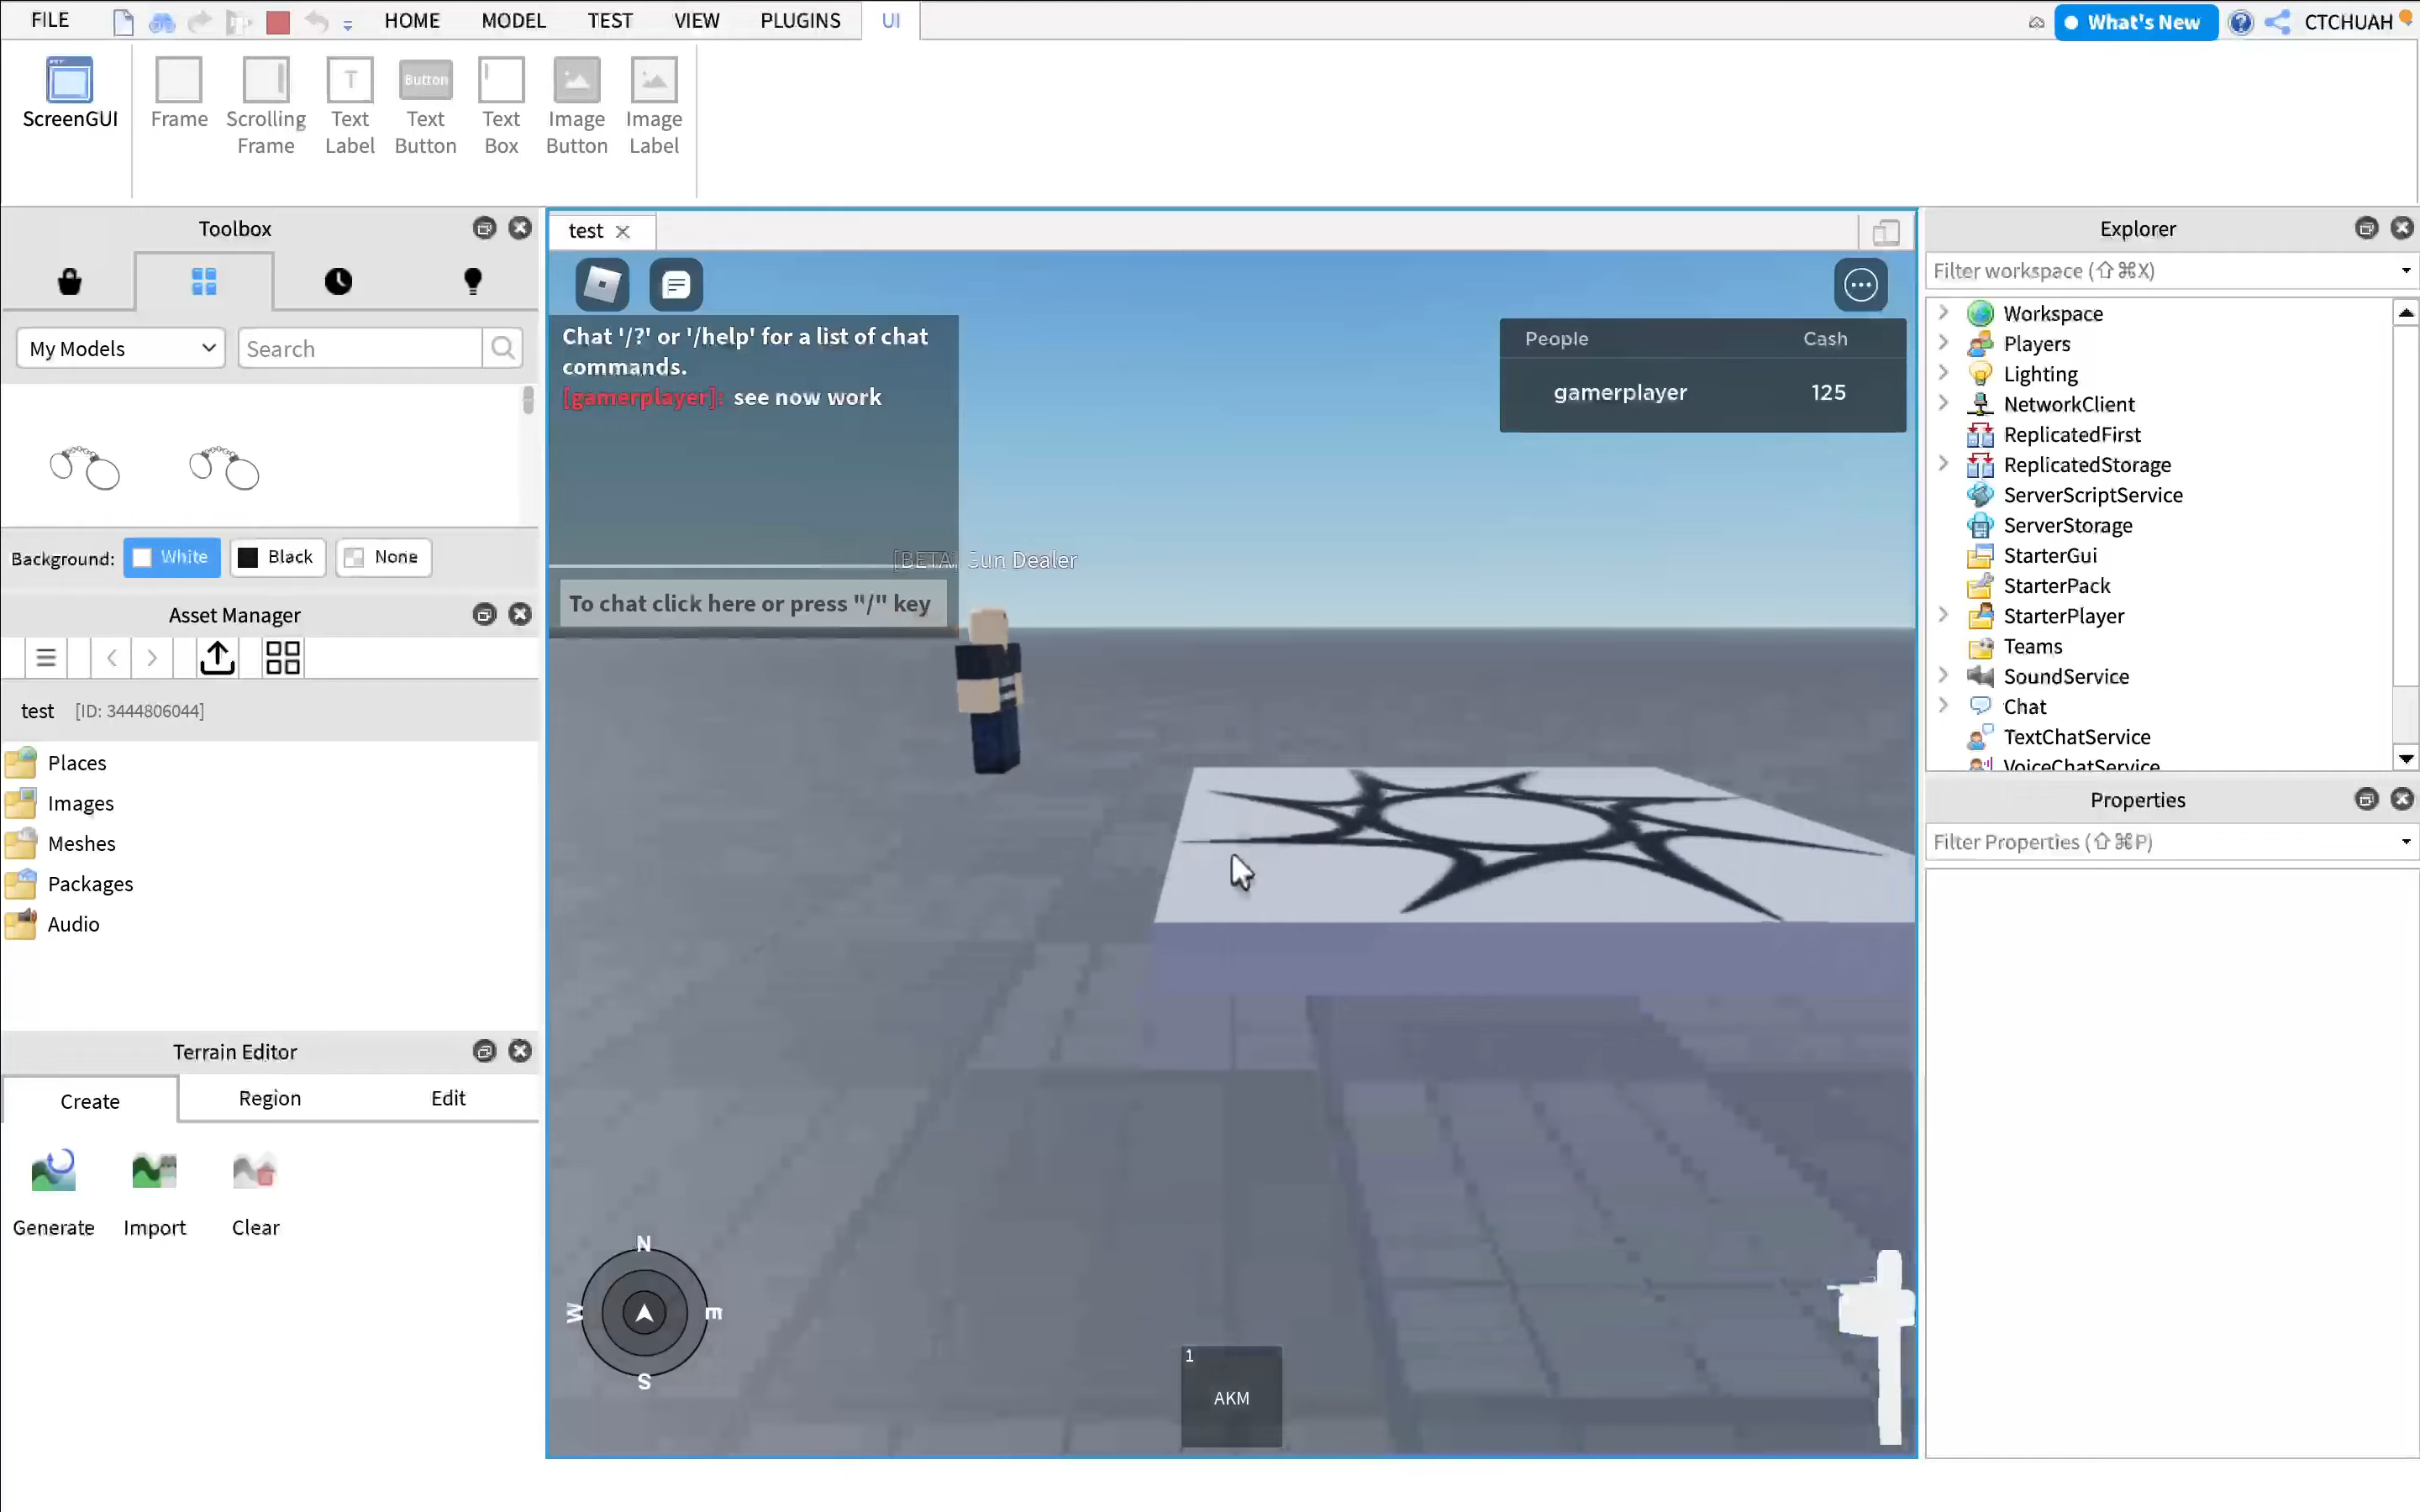 FILE
HOME
MODEL
TEST
VIEW
PLUGINS
UI
What's New
CTCHUAH
ScreenGUI
Frame
Scrolling
Frame
T
Text
Label
Button
Text
Button
Text
Box
Image
Button
Image
Label
Toolbox
My Models
Search
Background:
White
Black
None
Asset Manager
test [ID: 3444806044]
Places
Images
Meshes
Packages
Audio
Terrain Editor
Create
Region
Edit
Generate
Import
Clear
test
Chat '/?' or '/help' for a list of chat
commands.
[gamerplayer]: see now work
To chat click here or press "/" key
[BETA] Gun Dealer
People Cash
gamerplayer 125
N
W
E
S
1
AKM
Explorer
Filter workspace (⇧⌘X)
Workspace
Players
Lighting
NetworkClient
ReplicatedFirst
ReplicatedStorage
ServerScriptService
ServerStorage
StarterGui
StarterPack
StarterPlayer
Teams
SoundService
Chat
TextChatService
VoiceChatService
Properties
Filter Properties (⇧⌘P)